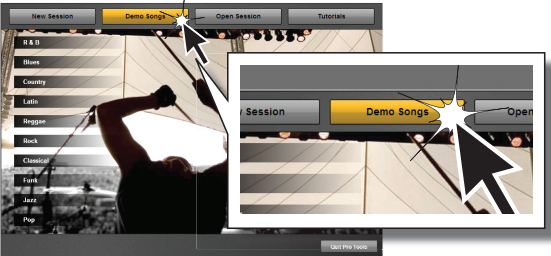 New Session
Demo Songs
Open Session
Tutorials
R & B
Blues
Country
Latin
Reggae
Rock
Classical
Funk
Jazz
Pop
Quit Pro Tools
Session
Demo Songs
Open